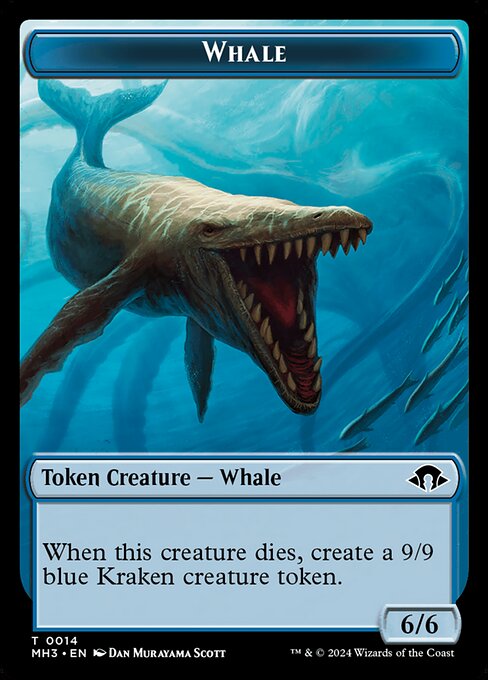 Whale
Token Creature — Whale
When this creature dies, create a 9/9
blue Kraken creature token.
6/6
T 0014
MH3 • EN Dan Murayama Scott
™ & © 2024 Wizards of the Coast